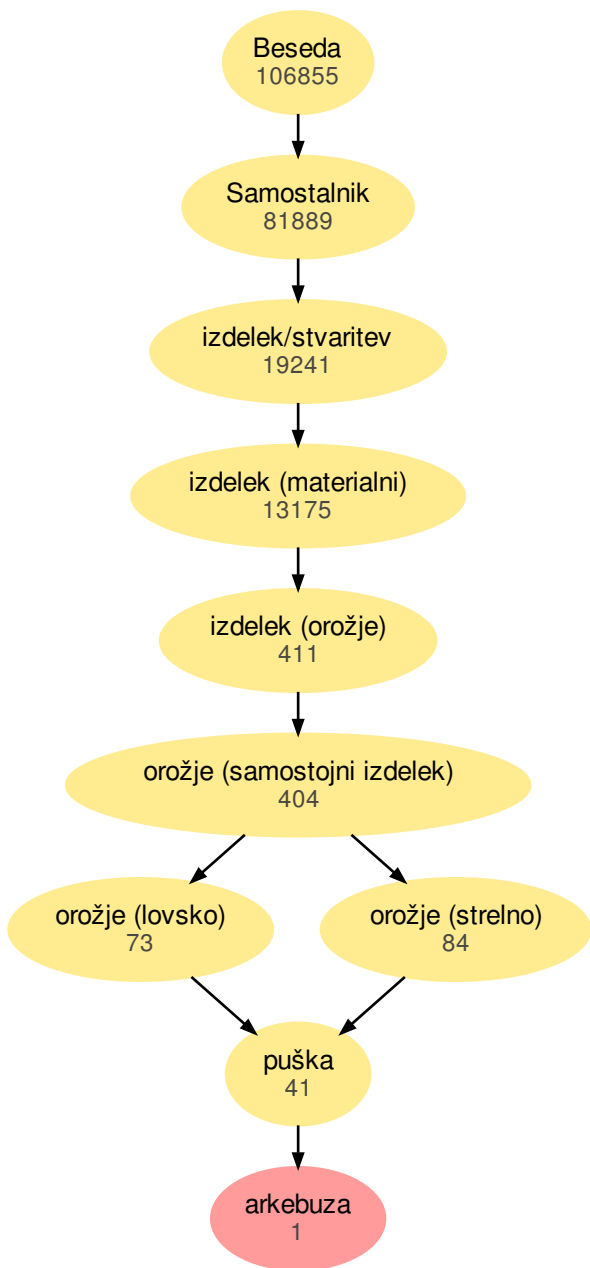 Beseda
106855
Samostalnik
81889
izdelek/stvaritev
19241
izdelek (materialni)
13175
izdelek (orožje)
411
orožje (samostojni izdelek)
404
orožje (lovsko)
73
orožje (strelno)
84
puška
41
arkebuza
1